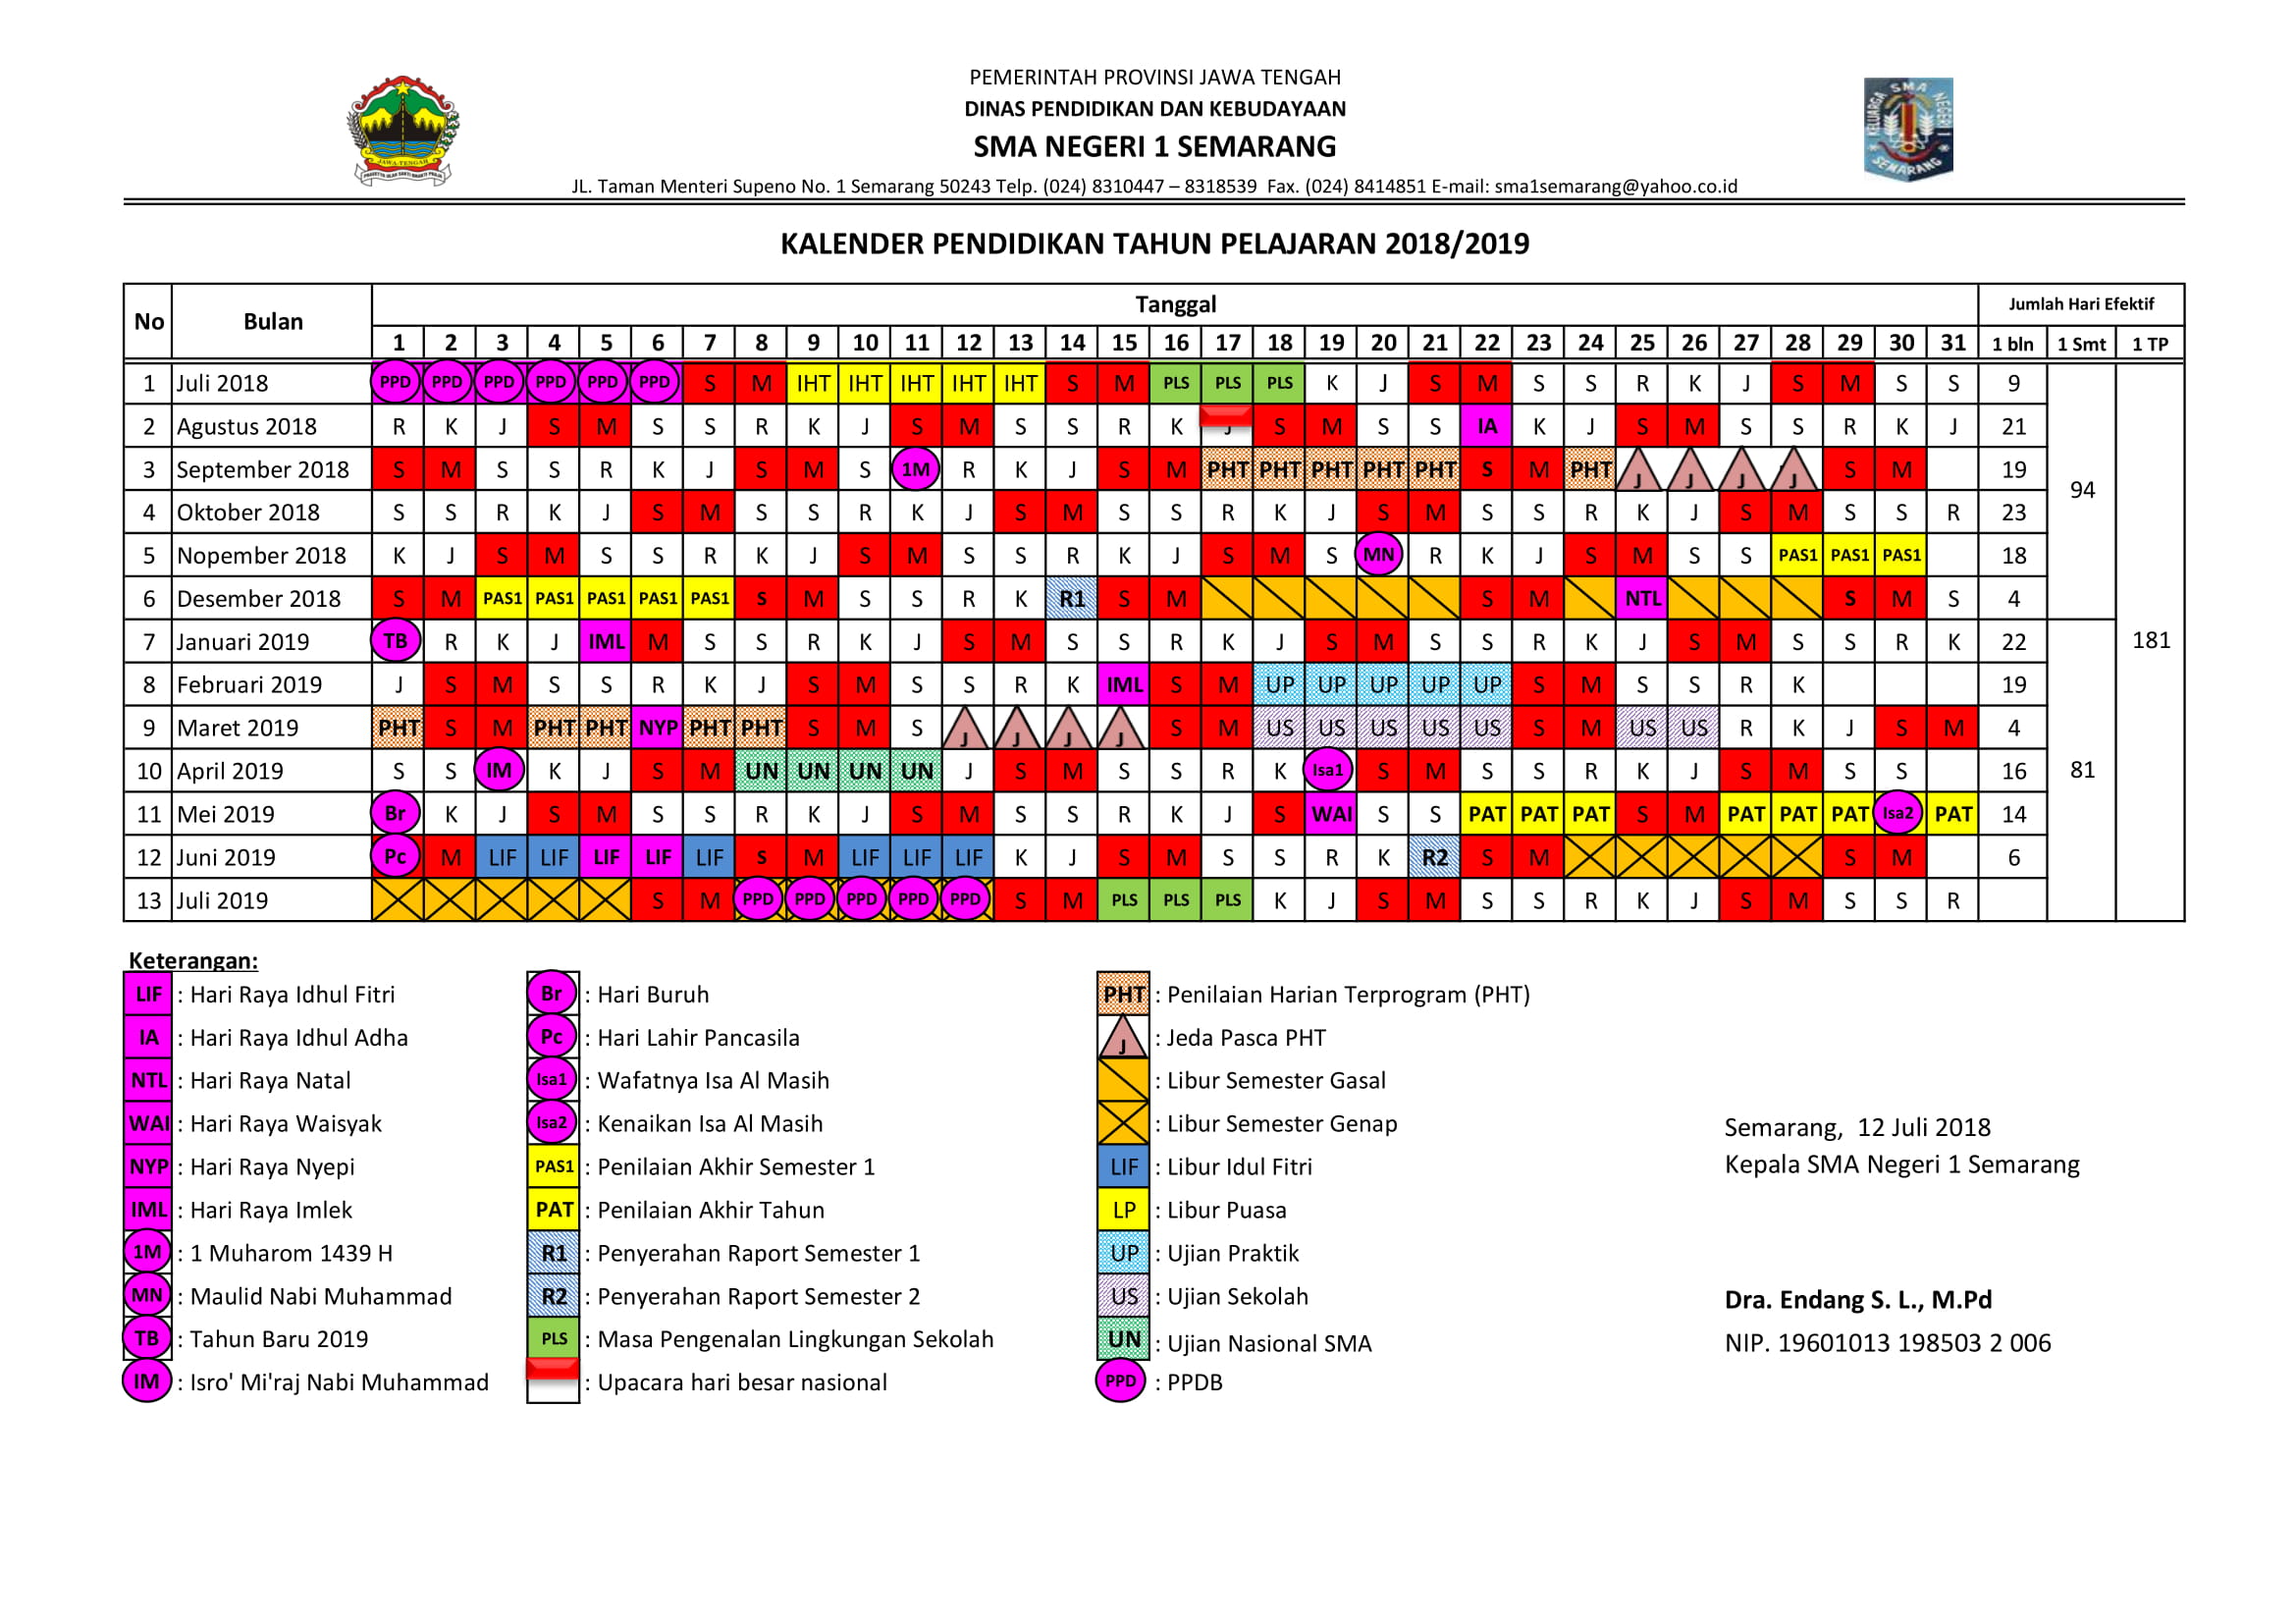 PEMERINTAH PROVINSI JAWA TENGAH
DINAS PENDIDIKAN DAN KEBUDAYAAN
SMA NEGERI 1 SEMARANG
JL. Taman Menteri Supeno No. 1 Semarang 50243 Telp. (024) 8310447 – 8318539 Fax. (024) 8414851 E-mail: sma1semarang@yahoo.co.id
JAWA-TENGAH
KELUARGA SMA NEGERI 1 SEMARANG
KALENDER PENDIDIKAN TAHUN PELAJARAN 2018/2019
No Bulan Tanggal Jumlah Hari Efektif
1 2 3 4 5 6 7 8 9 10 11 12 13 14 15 16 17 18 19 20 21 22 23 24 25 26 27 28 29 30 31 1 bln 1 Smt 1 TP
1 Juli 2018 PPD PPD PPD PPD PPD PPD S M IHT IHT IHT IHT IHT S M PLS PLS PLS K J S M S S R K J S M S S 9
2 Agustus 2018 R K J S M S S R K J S M S S R K J S M S S IA K J S M S S R K J 21
3 September 2018 S M S S R K J S M S 1M R K J S M PHT PHT PHT PHT PHT S M PHT J J J J S M 19
94
4 Oktober 2018 S S R K J S M S S R K J S M S S R K J S M S S R K J S M S S R 23
5 Nopember 2018 K J S M S S R K J S M S S R K J S M S MN R K J S M S S PAS1 PAS1 PAS1 18
6 Desember 2018 S M PAS1 PAS1 PAS1 PAS1 PAS1 S M S S R K R1 S M S M NTL S M S 4
7 Januari 2019 TB R K J IML M S S R K J S M S S R K J S M S S R K J S M S S R K 22 181
8 Februari 2019 J S M S S R K J S M S S R K IML S M UP UP UP UP UP S M S S R K 19
9 Maret 2019 PHT S M PHT PHT NYP PHT PHT S M S J J J J S M US US US US US S M US US R K J S M 4
10 April 2019 S S IM K J S M UN UN UN UN J S M S S R K Isa1 S M S S R K J S M S S 16 81
11 Mei 2019 Br K J S M S S R K J S M S S R K J S WAI S S PAT PAT PAT S M PAT PAT PAT Isa2 PAT 14
12 Juni 2019 Pc M LIF LIF LIF LIF LIF S M LIF LIF LIF K J S M S S R K R2 S M S M 6
13 Juli 2019 S M PPD PPD PPD PPD PPD S M PLS PLS PLS K J S M S S R K J S M S S R
Keterangan:
LIF : Hari Raya Idhul Fitri
IA : Hari Raya Idhul Adha
NTL : Hari Raya Natal
WAI : Hari Raya Waisyak
NYP : Hari Raya Nyepi
IML : Hari Raya Imlek
1M : 1 Muharom 1439 H
MN : Maulid Nabi Muhammad
TB : Tahun Baru 2019
IM : Isro' Mi'raj Nabi Muhammad
Br : Hari Buruh
Pc : Hari Lahir Pancasila
Isa1 : Wafatnya Isa Al Masih
Isa2 : Kenaikan Isa Al Masih
PAS1 : Penilaian Akhir Semester 1
PAT : Penilaian Akhir Tahun
R1 : Penyerahan Raport Semester 1
R2 : Penyerahan Raport Semester 2
PLS : Masa Pengenalan Lingkungan Sekolah
: Upacara hari besar nasional
PHT : Penilaian Harian Terprogram (PHT)
J : Jeda Pasca PHT
: Libur Semester Gasal
: Libur Semester Genap
LIF : Libur Idul Fitri
LP : Libur Puasa
UP : Ujian Praktik
US : Ujian Sekolah
UN : Ujian Nasional SMA
PPD : PPDB
Semarang, 12 Juli 2018
Kepala SMA Negeri 1 Semarang
Dra. Endang S. L., M.Pd
NIP. 19601013 198503 2 006